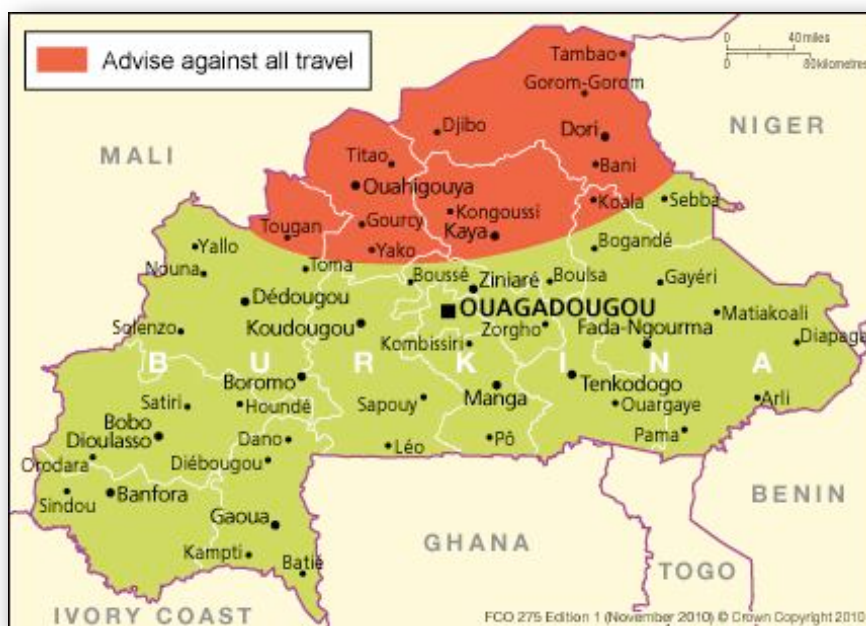 Advise against all travel
0 40 miles
0 80 kilometres
Tambao
Gorom-Gorom
NIGER
Djibo
Dori
MALI
Titao
Bani
Ouahigouya
Koala
Sebba
Tougan
Gourcy
Kongoussi
Kaya
Yallo
Yako
Bogandé
Nouna
Toma
Boussé
Ziniaré
Boulsa
Gayéri
Dédougou
OUAGADOUGOU
Matiakoali
Solenzo
Koudougou
Zorgho
Fada-Ngourma
Diapaga
Kombissiri
BURKINA
Boromo
Manga
Tenkodogo
Satiri
Houndé
Sapouy
Ouargaye
Arli
Bobo
Dioulasso
Dano
Léo
Pô
Pama
Orodara
Diébougou
Sindou
Banfora
BENIN
Gaoua
GHANA
Kampti
Batié
TOGO
IVORY COAST
FCO 275 Edition 1 (November 2010) © Crown Copyright 2010